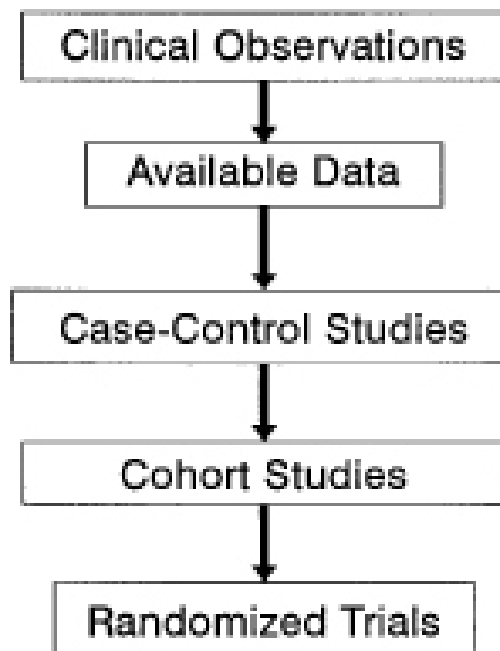 Clinical Observations
Available Data
Case-Control Studies
Cohort Studies
Randomized Trials